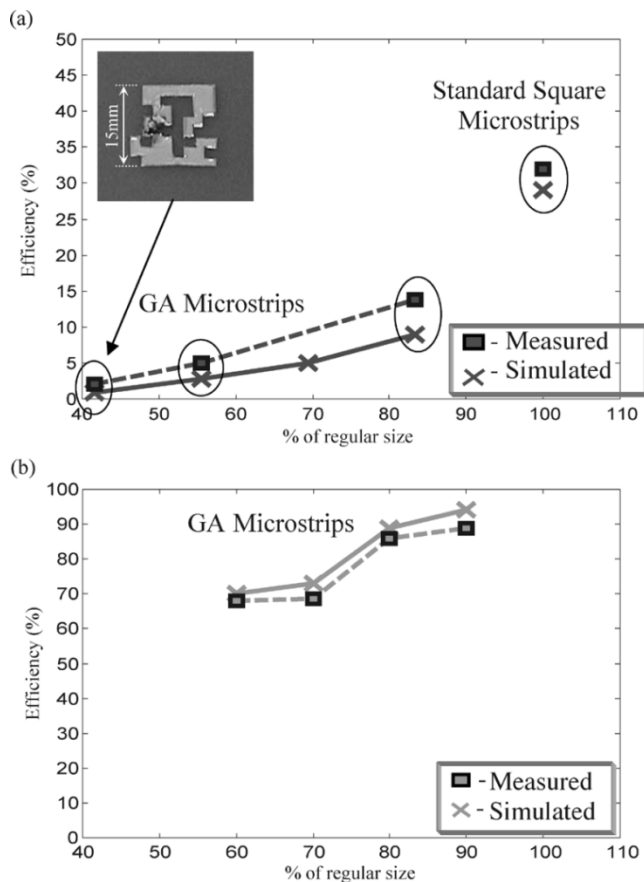 (a)
50
45
40
35
30
25
20
15
10
5
0
Efficiency (%)
15mm
Standard Square
Microstrips
GA Microstrips
- Measured
- Simulated
40 50 60 70 80 90 100 110
% of regular size
(b)
100
90
80
70
60
50
40
30
20
10
0
Efficiency (%)
GA Microstrips
- Measured
- Simulated
40 50 60 70 80 90 100 110
% of regular size